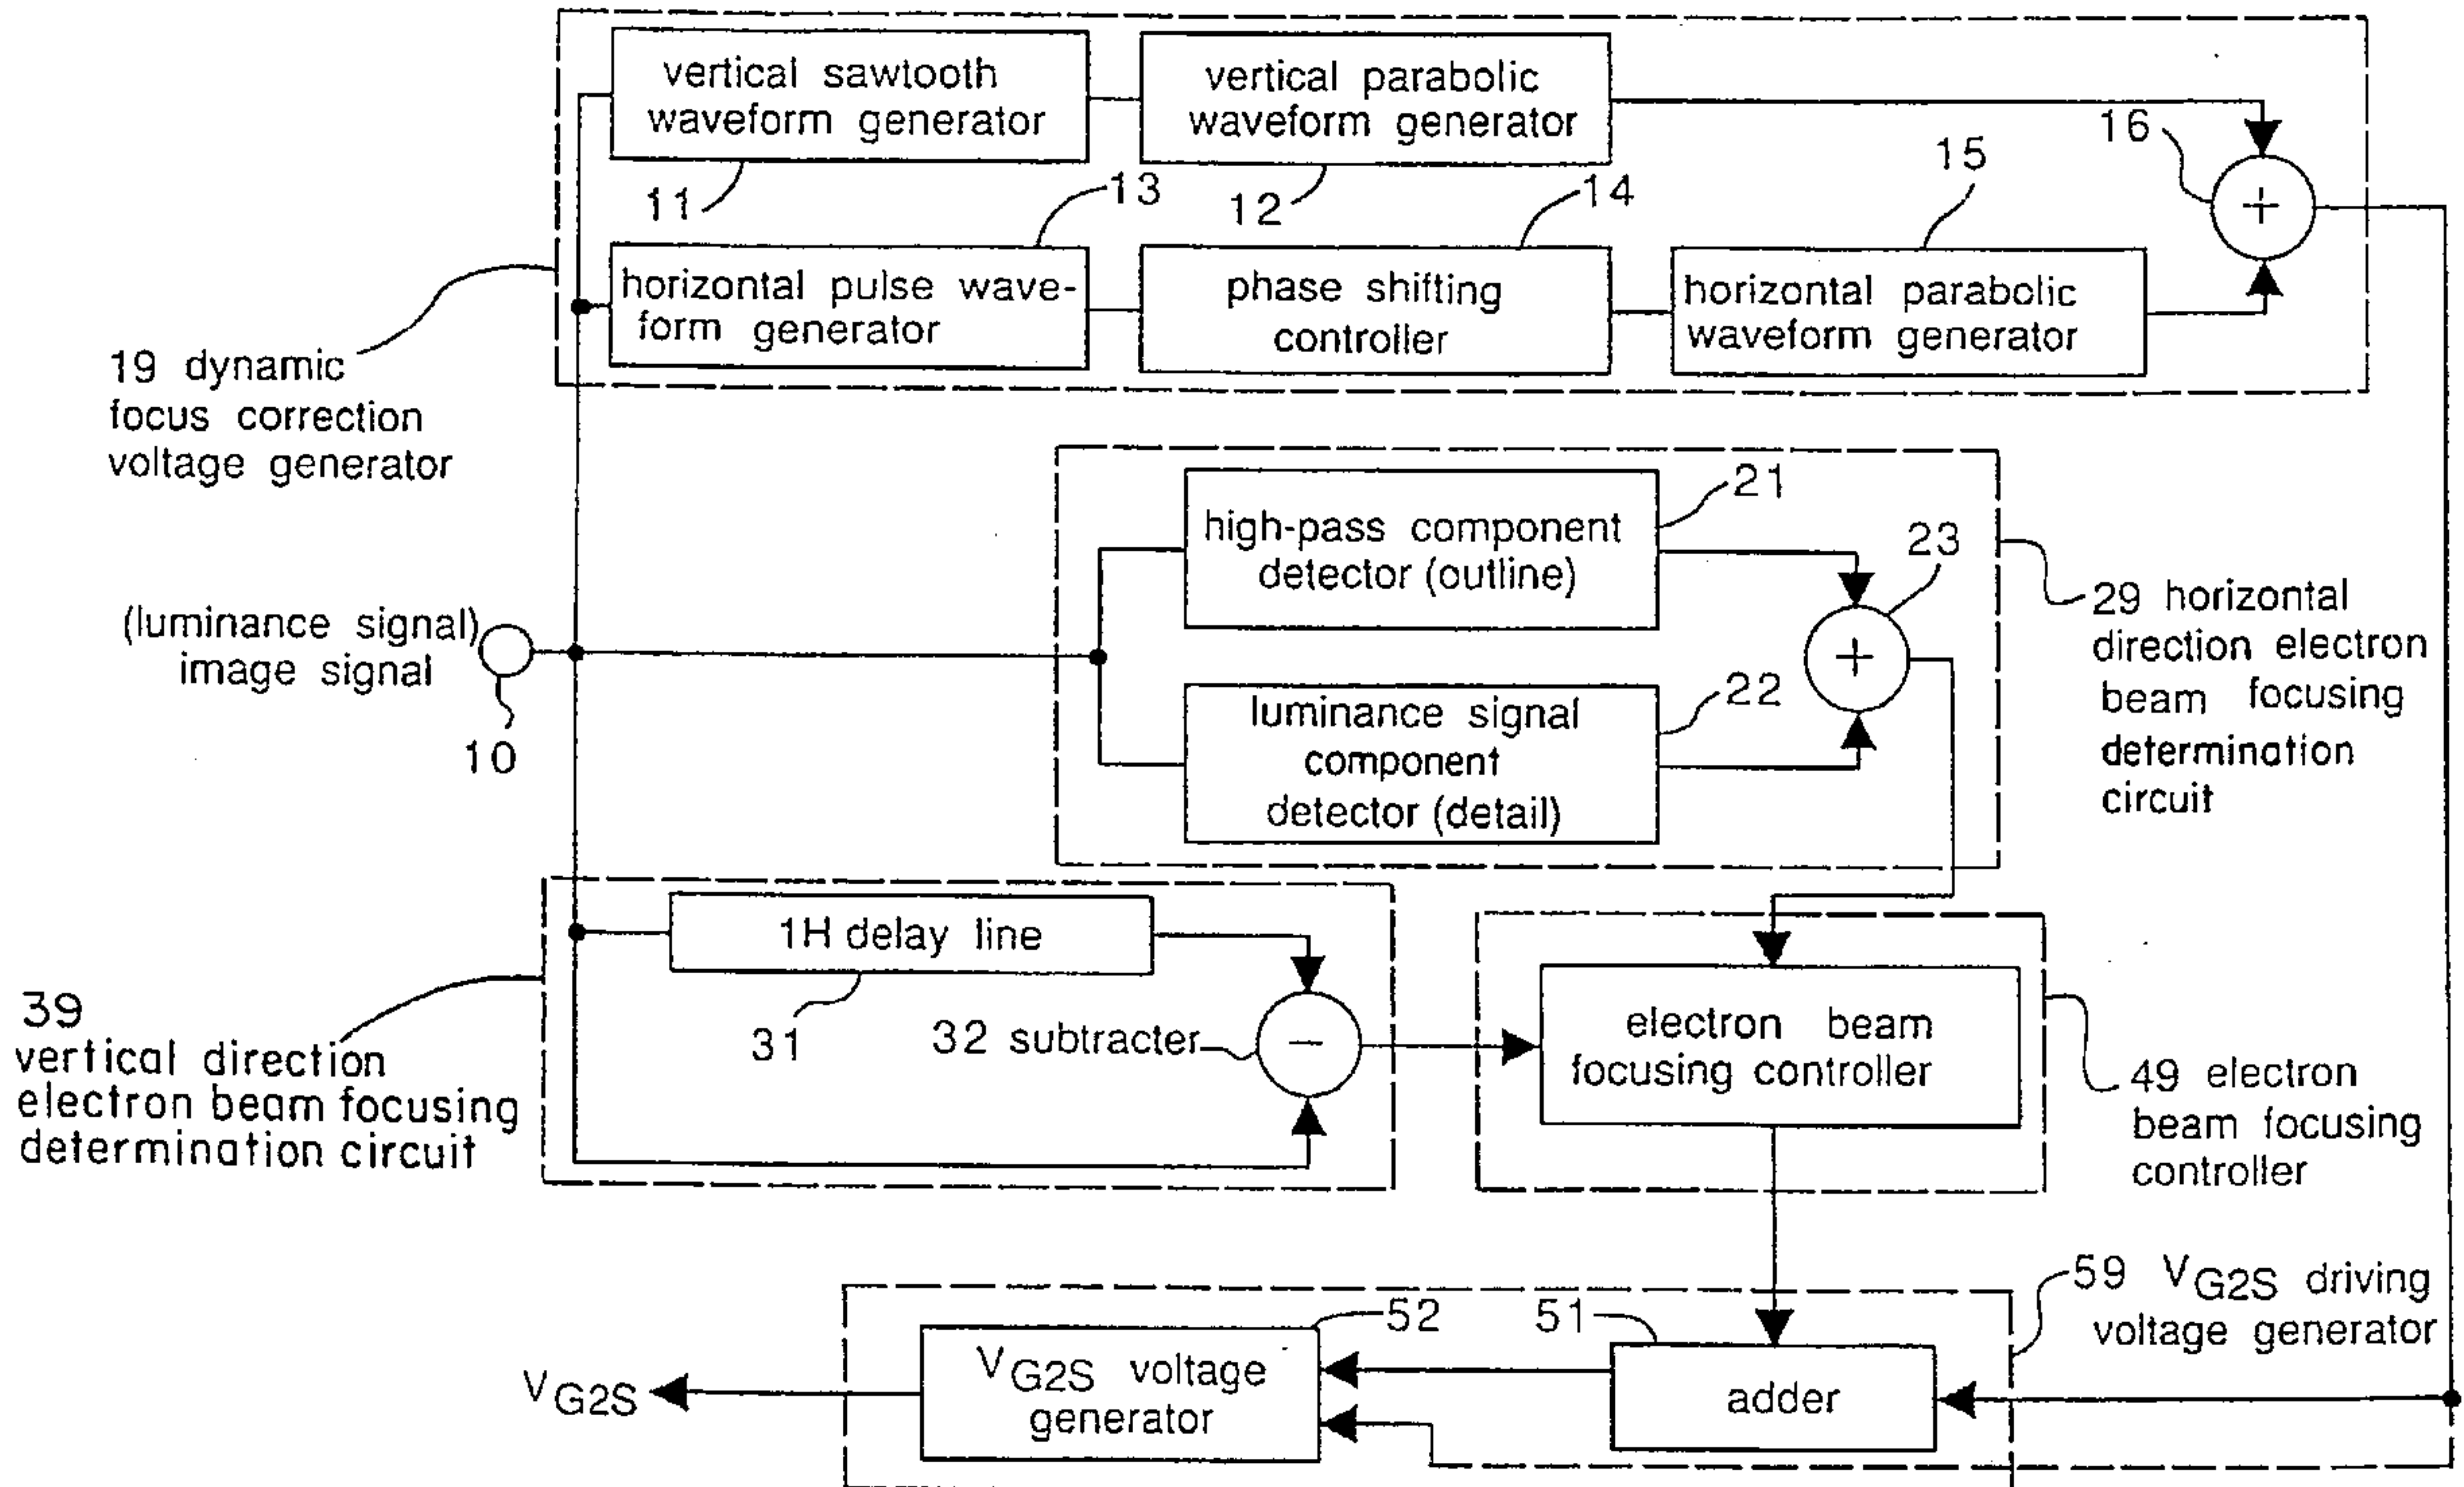 vertical sawtooth
waveform generator
11
vertical parabolic
waveform generator
12
16
+
13
horizontal pulse wave-
form generator
14
phase shifting
controller
15
horizontal parabolic
waveform generator
19 dynamic
focus correction
voltage generator
21
high-pass component
detector (outline)
23
+
22
luminance signal
component
detector (detail)
29 horizontal
direction electron
beam focusing
determination
circuit
(luminance signal)
image signal
10
1H delay line
31
32 subtracter
−
39
vertical direction
electron beam focusing
determination circuit
electron beam
focusing controller
49 electron
beam focusing
controller
59 VG2S driving
voltage generator
52
VG2S voltage
generator
51
adder
VG2S